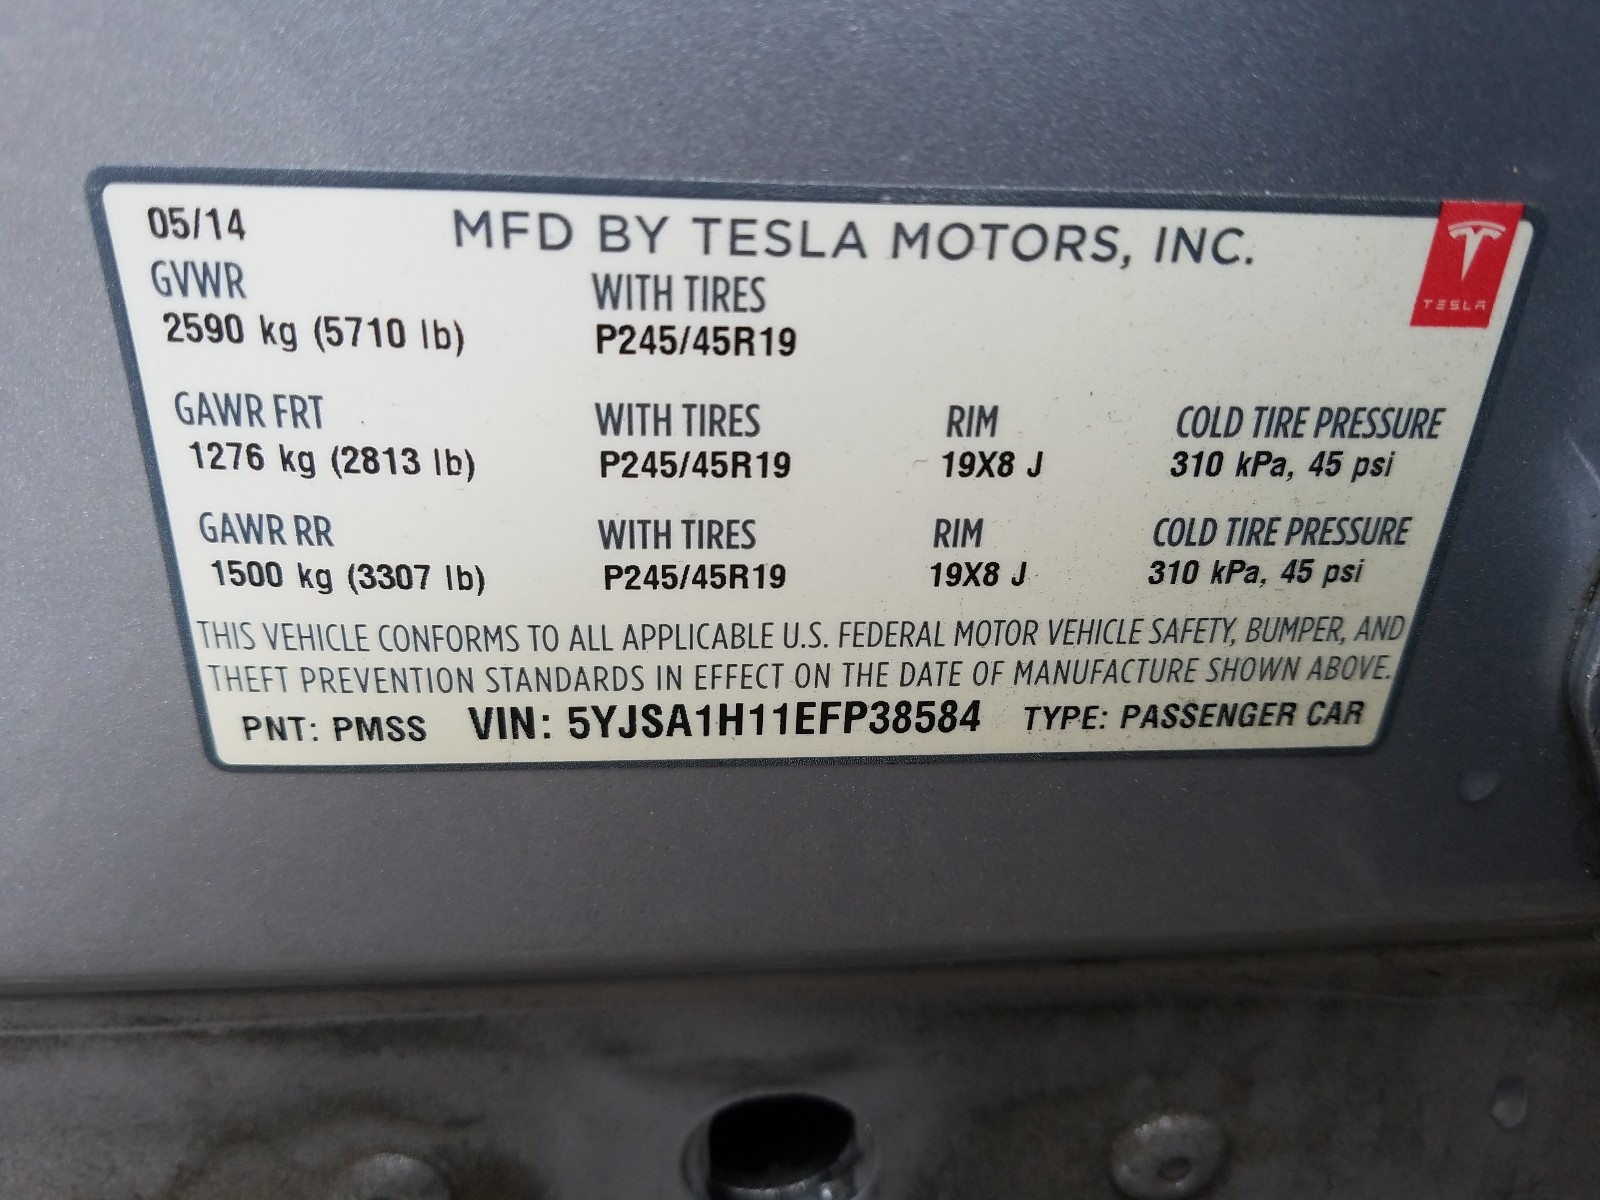 05/14 MFD BY TESLA MOTORS, INC.
TESLA
GVWR WITH TIRES
2590 kg (5710 lb) P245/45R19
GAWR FRT WITH TIRES RIM COLD TIRE PRESSURE
1276 kg (2813 lb) P245/45R19 19X8 J 310 kPa, 45 psi
GAWR RR WITH TIRES RIM COLD TIRE PRESSURE
1500 kg (3307 lb) P245/45R19 19X8 J 310 kPa, 45 psi
THIS VEHICLE CONFORMS TO ALL APPLICABLE U.S. FEDERAL MOTOR VEHICLE SAFETY, BUMPER, AND
THEFT PREVENTION STANDARDS IN EFFECT ON THE DATE OF MANUFACTURE SHOWN ABOVE.
PNT: PMSS VIN: 5YJSA1H11EFP38584 TYPE: PASSENGER CAR